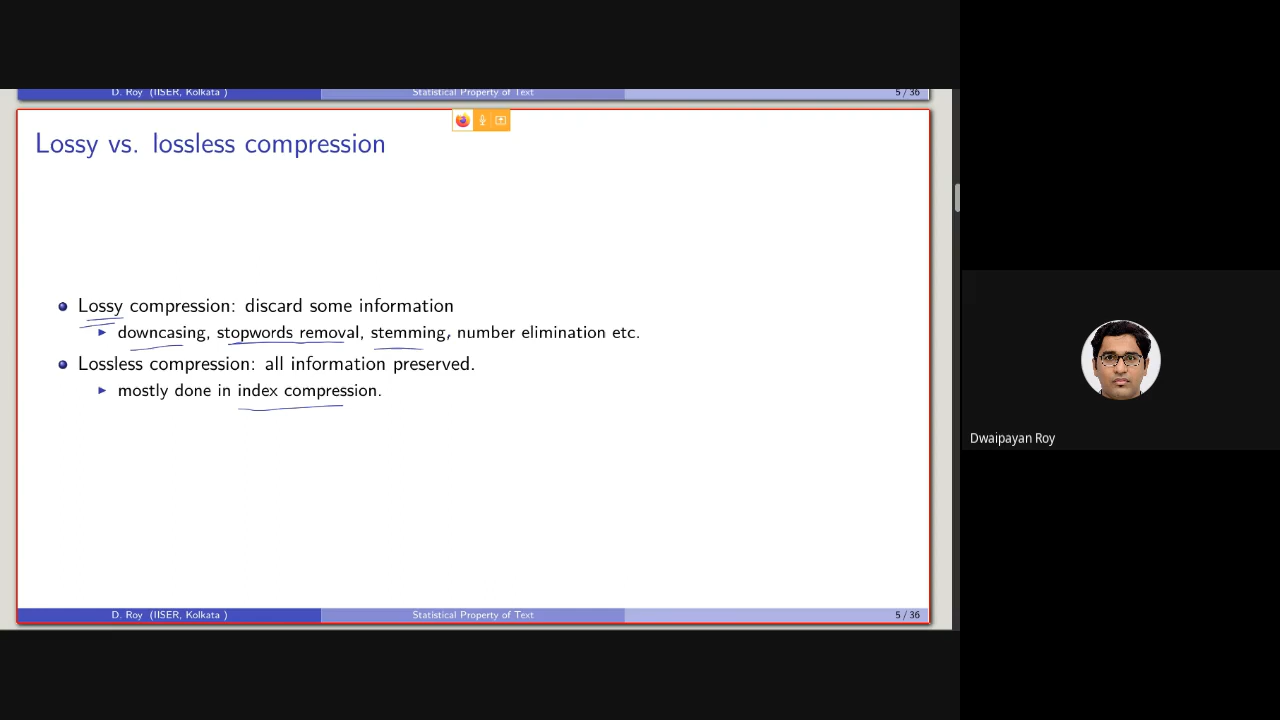 D. Roy (IISER, Kolkata ) Statistical Property of Text 5 / 36
Lossy vs. lossless compression
Lossy compression: discard some information
downcasing, stopwords removal, stemming, number elimination etc.
Lossless compression: all information preserved.
mostly done in index compression.
Dwaipayan Roy
D. Roy (IISER, Kolkata ) Statistical Property of Text 5 / 36